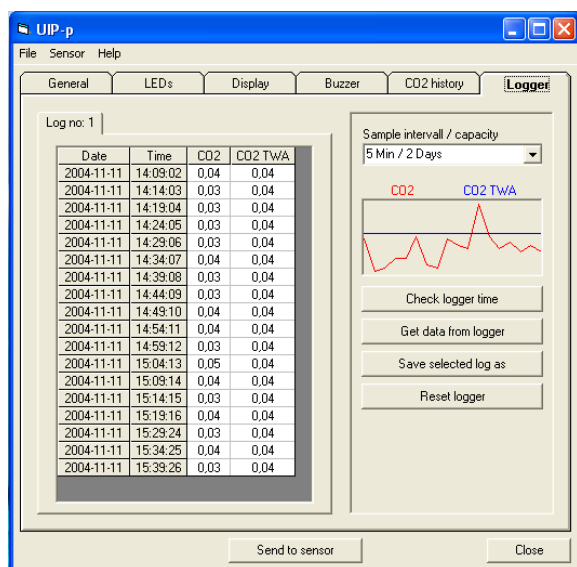 UIP-p
File Sensor Help
General LEDs Display Buzzer CO2 history Logger
Log no: 1
Date Time CO2 CO2 TWA
2004-11-11 14:09:02 0,04 0,04
2004-11-11 14:14:03 0,03 0,04
2004-11-11 14:19:04 0,03 0,04
2004-11-11 14:24:05 0,03 0,04
2004-11-11 14:29:06 0,03 0,04
2004-11-11 14:34:07 0,04 0,04
2004-11-11 14:39:08 0,03 0,04
2004-11-11 14:44:09 0,03 0,04
2004-11-11 14:49:10 0,04 0,04
2004-11-11 14:54:11 0,04 0,04
2004-11-11 14:59:12 0,03 0,04
2004-11-11 15:04:13 0,05 0,04
2004-11-11 15:09:14 0,04 0,04
2004-11-11 15:14:15 0,03 0,04
2004-11-11 15:19:16 0,04 0,04
2004-11-11 15:29:24 0,03 0,04
2004-11-11 15:34:25 0,04 0,04
2004-11-11 15:39:26 0,03 0,04
Sample intervall / capacity
5 Min / 2 Days
CO2 CO2 TWA
Check logger time
Get data from logger
Save selected log as
Reset logger
Send to sensor Close